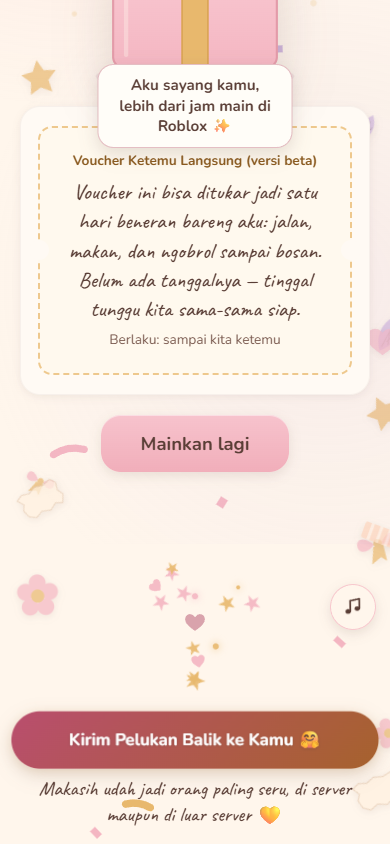 Aku sayang kamu,
lebih dari jam main di
Roblox ✨
Voucher Ketemu Langsung (versi beta)
Voucher ini bisa ditukar jadi satu
hari beneran bareng aku: jalan,
makan, dan ngobrol sampai bosan.
Belum ada tanggalnya — tinggal
tunggu kita sama-sama siap.
Berlaku: sampai kita ketemu
Mainkan lagi
Kirim Pelukan Balik ke Kamu 🤗
Makasih udah jadi orang paling seru, di server
maupun di luar server 💛